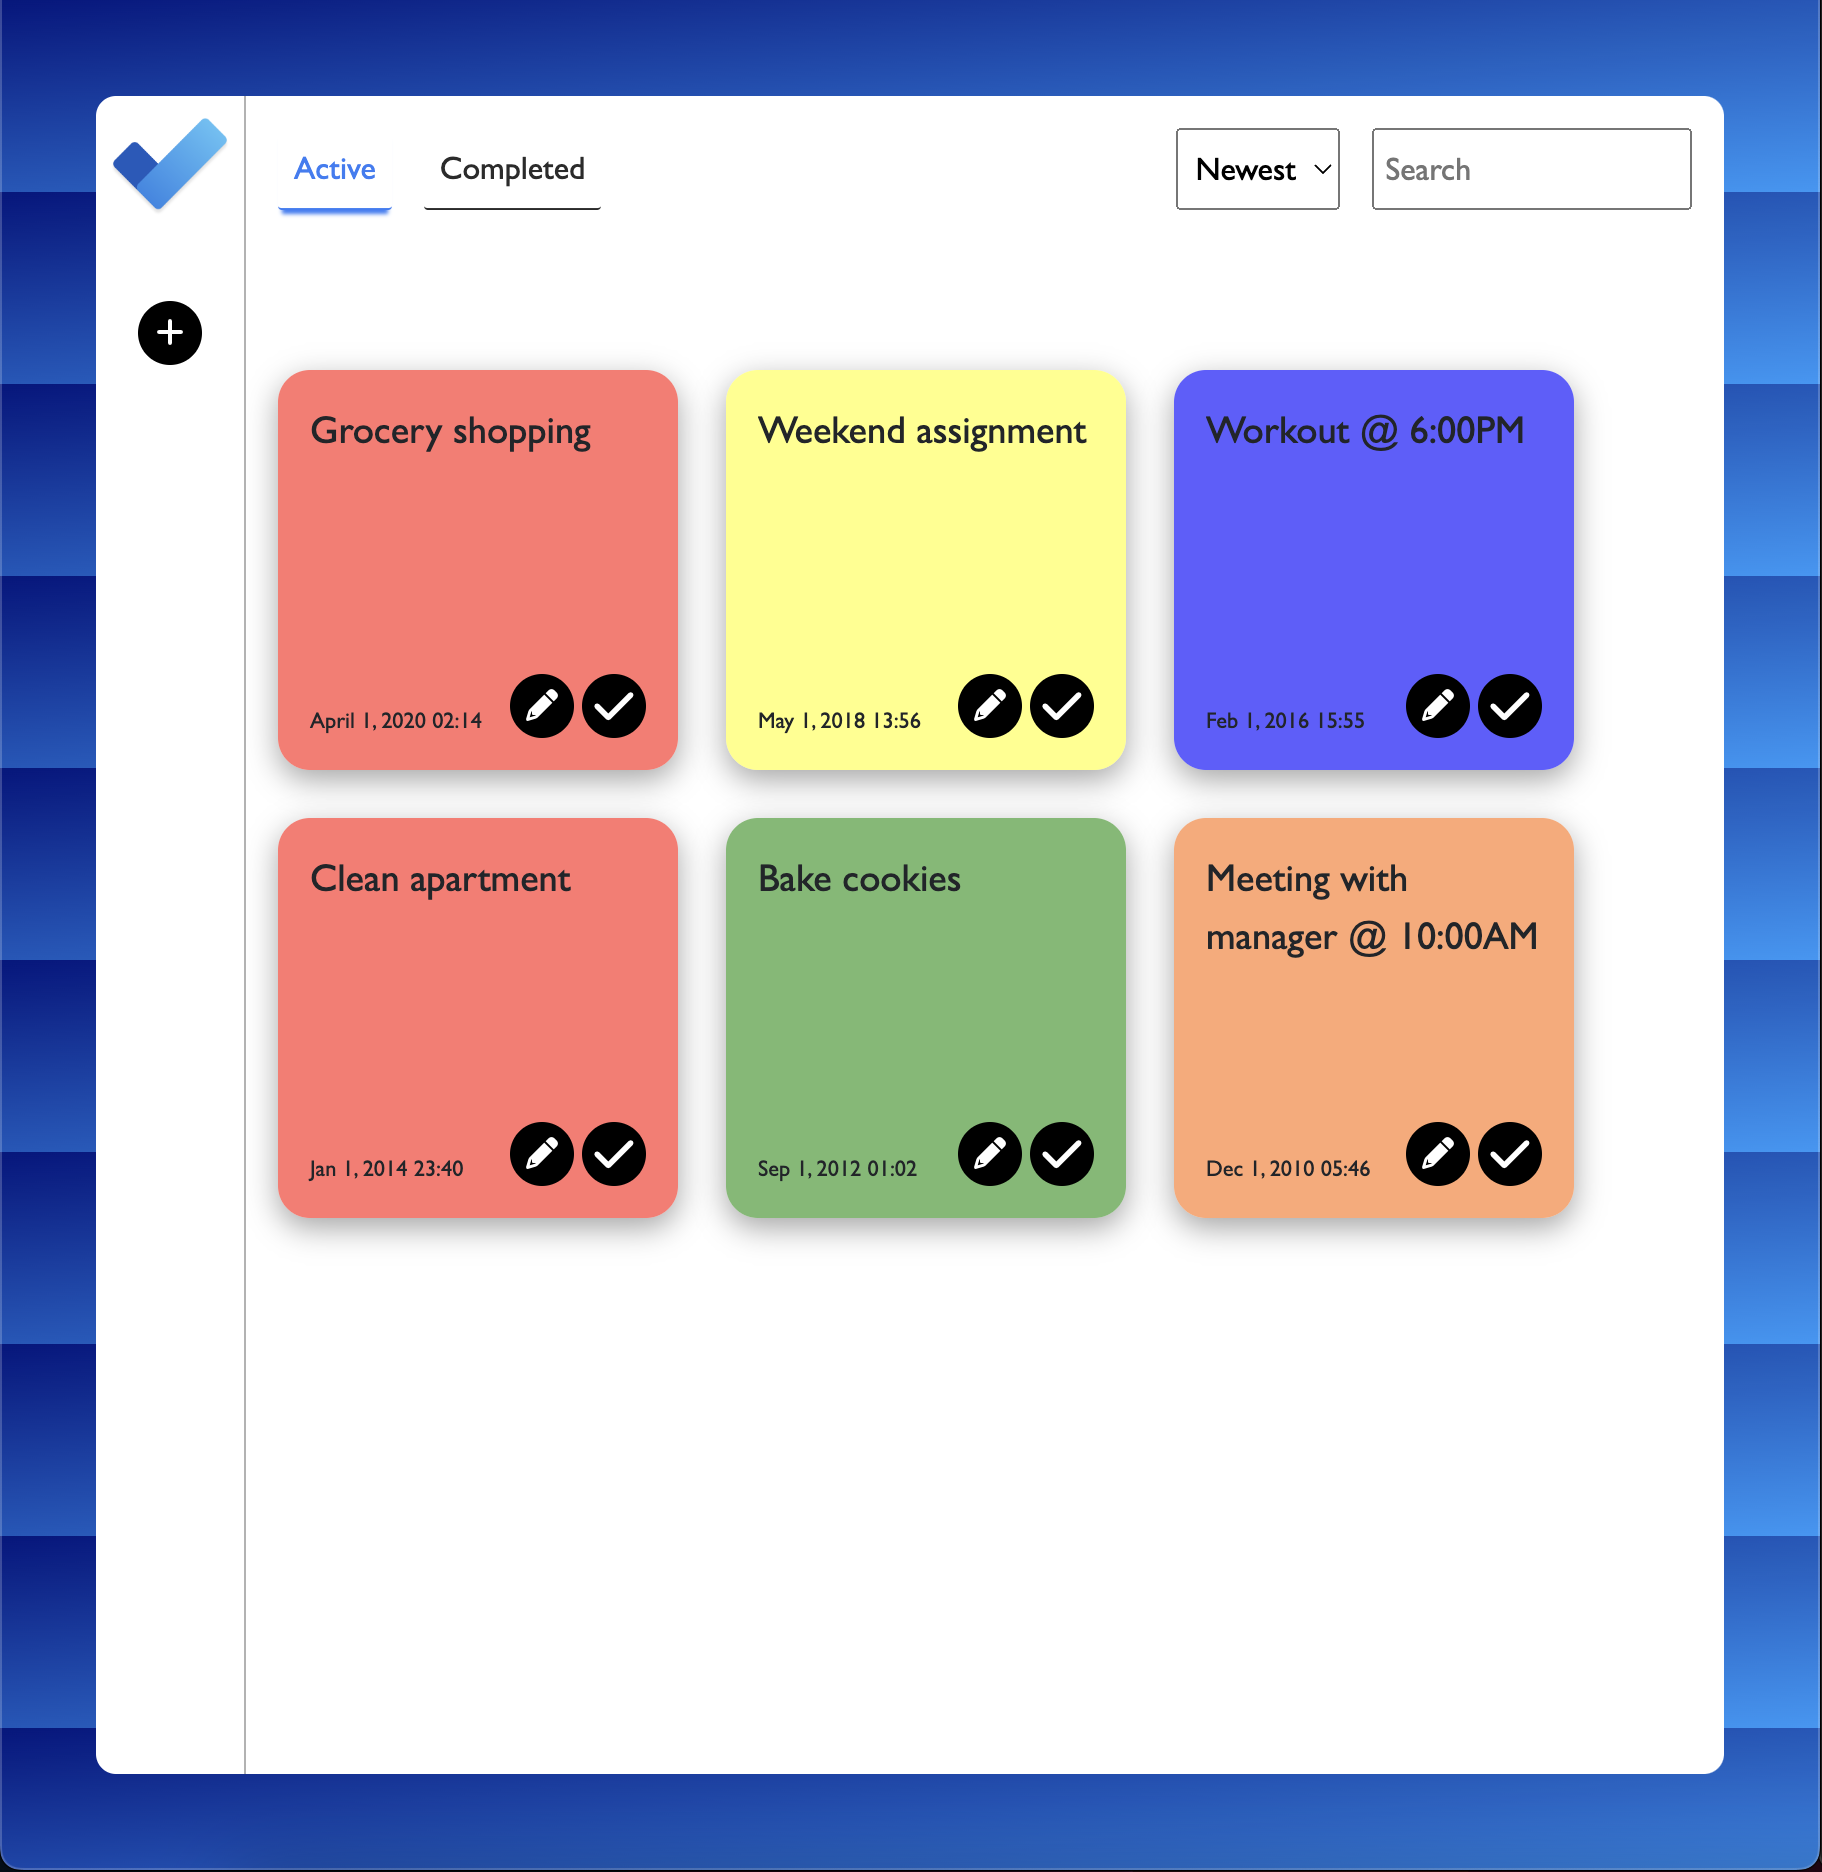 Active
Completed
Newest
Search
Grocery shopping
April 1, 2020 02:14
Weekend assignment
May 1, 2018 13:56
Workout @ 6:00PM
Feb 1, 2016 15:55
Clean apartment
Jan 1, 2014 23:40
Bake cookies
Sep 1, 2012 01:02
Meeting with
manager @ 10:00AM
Dec 1, 2010 05:46